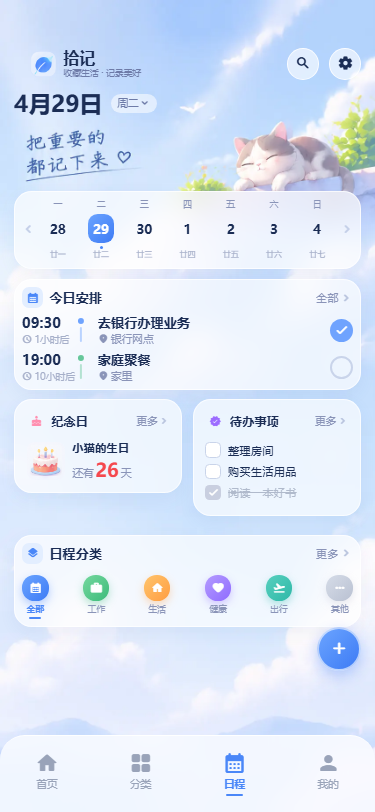 拾记
收藏生活 · 记录美好
4月29日 周二
把重要的
都记下来
一 二 三 四 五 六 日
28 29 30 1 2 3 4
廿一 廿二 廿三 廿四 廿五 廿六 廿七
今日安排 全部
09:30 去银行办理业务
1小时后 银行网点
19:00 家庭聚餐
10小时后 家里
纪念日 更多
小猫的生日
还有26天
待办事项 更多
整理房间
购买生活用品
阅读一本好书
日程分类 更多
全部 工作 生活 健康 出行 其他
首页 分类 日程 我的